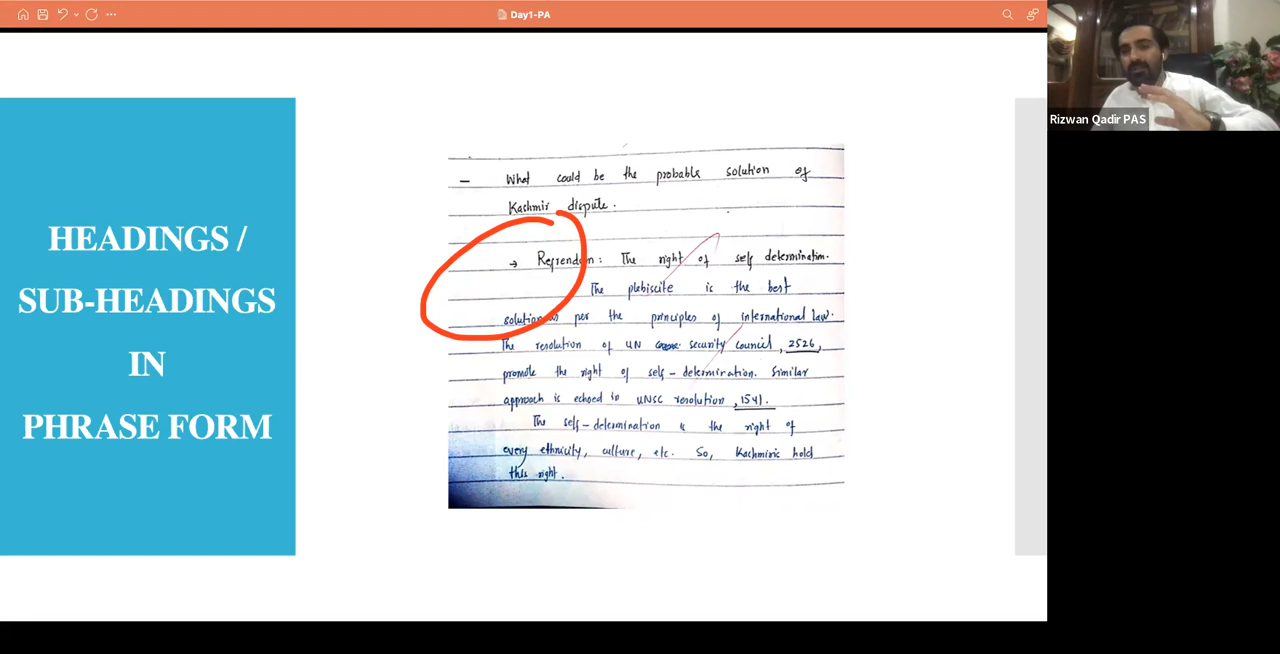 Day1-PA
Rizwan Qadir PAS
HEADINGS /
SUB-HEADINGS
IN
PHRASE FORM
- What could be the probable solution of
Kashmir dispute.
→ Refrendom: The right of self determination.
The plebiscite is the best
solution as per the principles of international law.
The resolution of UN security council, 2526,
promote the right of self-determination. Similar
approach is echoed in UNSC resolution, 1541.
The self-determination is the right of
every ethnicity, culture, etc. So, Kashmiris hold
this right.